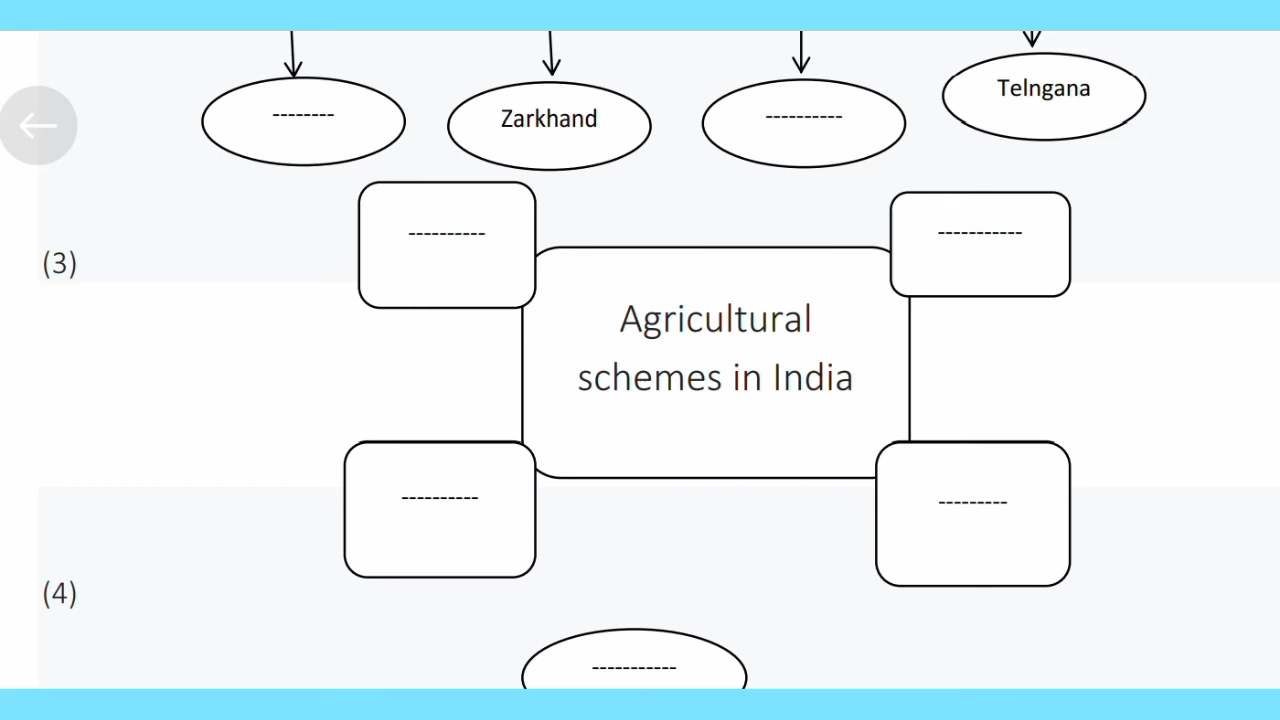 --------
Zarkhand
----------
Telngana
(3)
----------
-----------
Agricultural
schemes in India
----------
---------
(4)
-----------